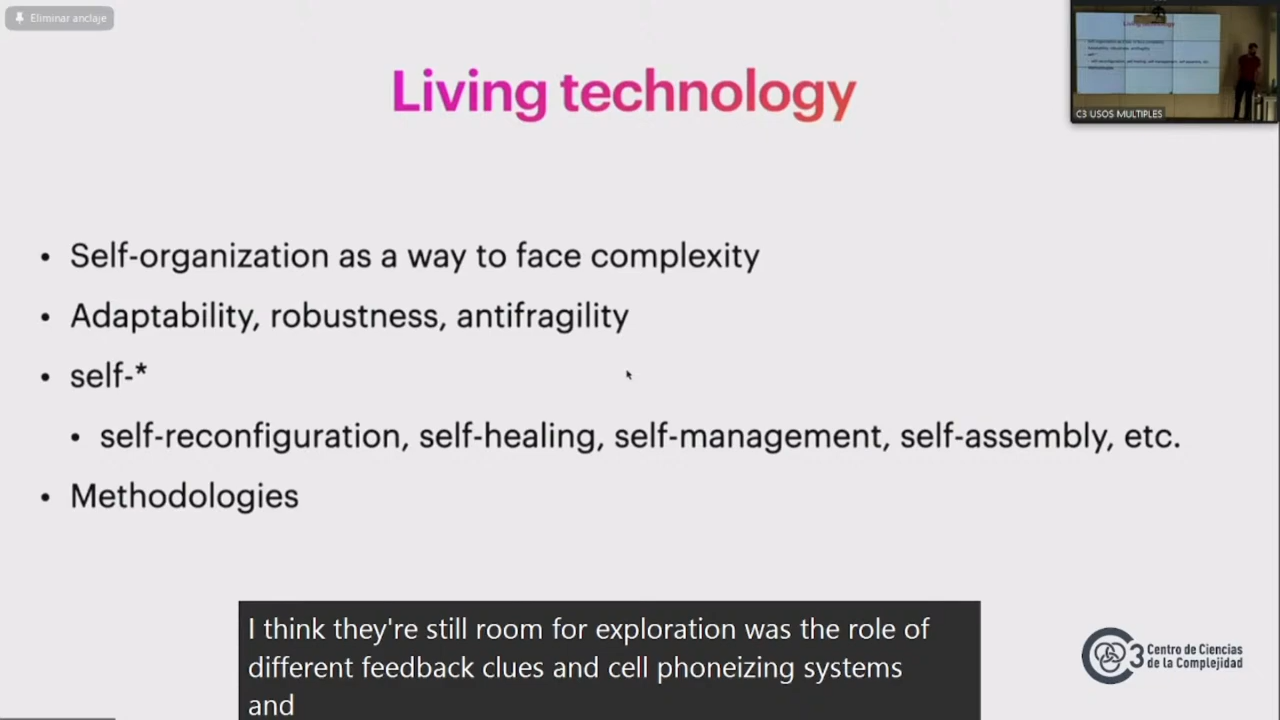 Eliminar anclaje
Living technology
C3 USOS MULTIPLES
• Self-organization as a way to face complexity
• Adaptability, robustness, antifragility
• self-*
• self-reconfiguration, self-healing, self-management, self-assembly, etc.
• Methodologies
I think they're still room for exploration was the role of
different feedback clues and cell phoneizing systems
and
3 Centro de Ciencias
de la Complejidad